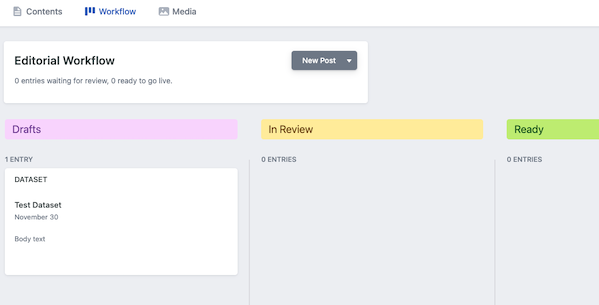 Contents Workflow Media
Editorial Workflow
New Post
0 entries waiting for review, 0 ready to go live.
Drafts
In Review
Ready
1 ENTRY
0 ENTRIES
0 ENTRIES
DATASET
Test Dataset
November 30
Body text